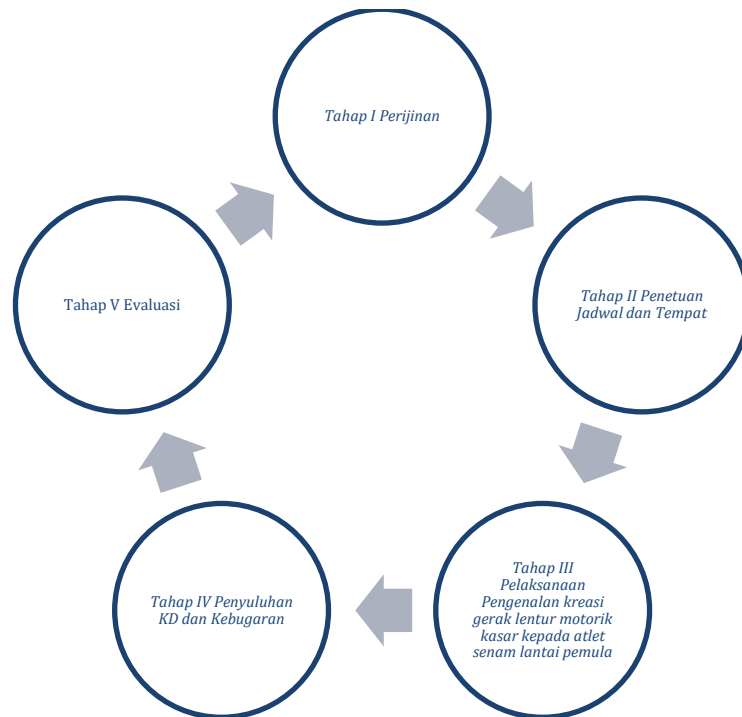 Tahap I Perijinan
Tahap II Penetuan
Jadwal dan Tempat
Tahap III
Pelaksanaan
Pengenalan kreasi
gerak lentur motorik
kasar kepada atlet
senam lantai pemula
Tahap IV Penyuluhan
KD dan Kebugaran
Tahap V Evaluasi